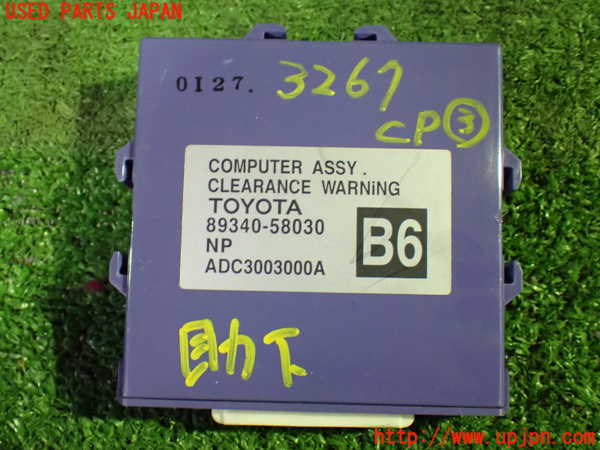 USED PARTS JAPAN
0I27.
3267
CP③
COMPUTER ASSY.
CLEARANCE WARNiNG
TOYOTA
89340-58030
NP
ADC3003000A
B6
助下
http://www.upjpn.com/